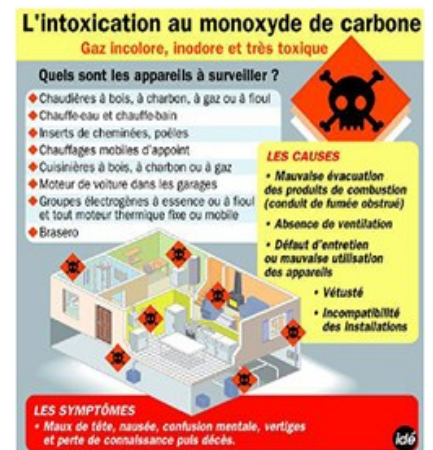 L'intoxication au monoxyde de carbone
Gaz incolore, inodore et très toxique
Quels sont les appareils à surveiller ?
Chaudières à bois, à charbon, à gaz ou à fioul
Chauffe-eau et chauffe-bain
Inserts de cheminées, poêles
Chauffages mobiles d'appoint
Cuisinières à bois, à charbon ou à gaz
Moteur de voiture dans les garages
Groupes électrogènes à essence ou à fioul
et tout moteur thermique fixe ou mobile
Brasero
LES CAUSES
• Mauvaise évacuation
des produits de combustion
(conduit de fumée obstrué)
• Absence de ventilation
• Défaut d'entretien
ou mauvaise utilisation
des appareils
• Vétusté
• Incompatibilité
des installations
LES SYMPTÔMES
• Maux de tête, nausée, confusion mentale, vertiges
et perte de connaissance puis décès.
idé